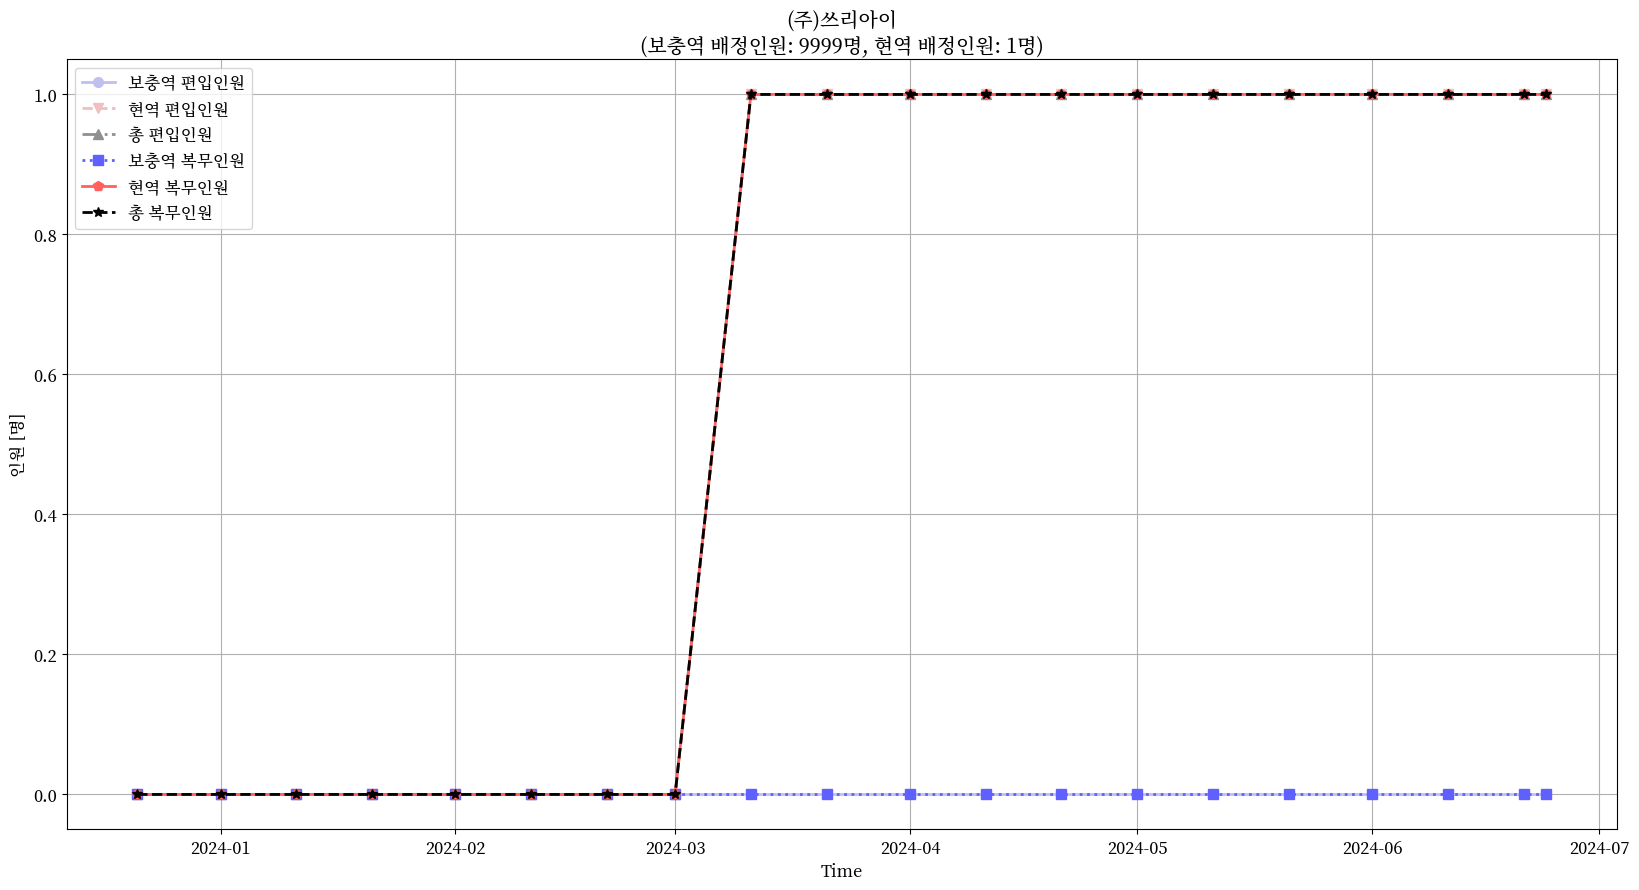 (주)쓰리아이
(보충역 배정인원: 9999명, 현역 배정인원: 1명)
보충역 편입인원
현역 편입인원
총 편입인원
보충역 복무인원
현역 복무인원
총 복무인원
인원 [명]
1.0
0.8
0.6
0.4
0.2
0.0
2024-01
2024-02
2024-03
2024-04
2024-05
2024-06
2024-07
Time